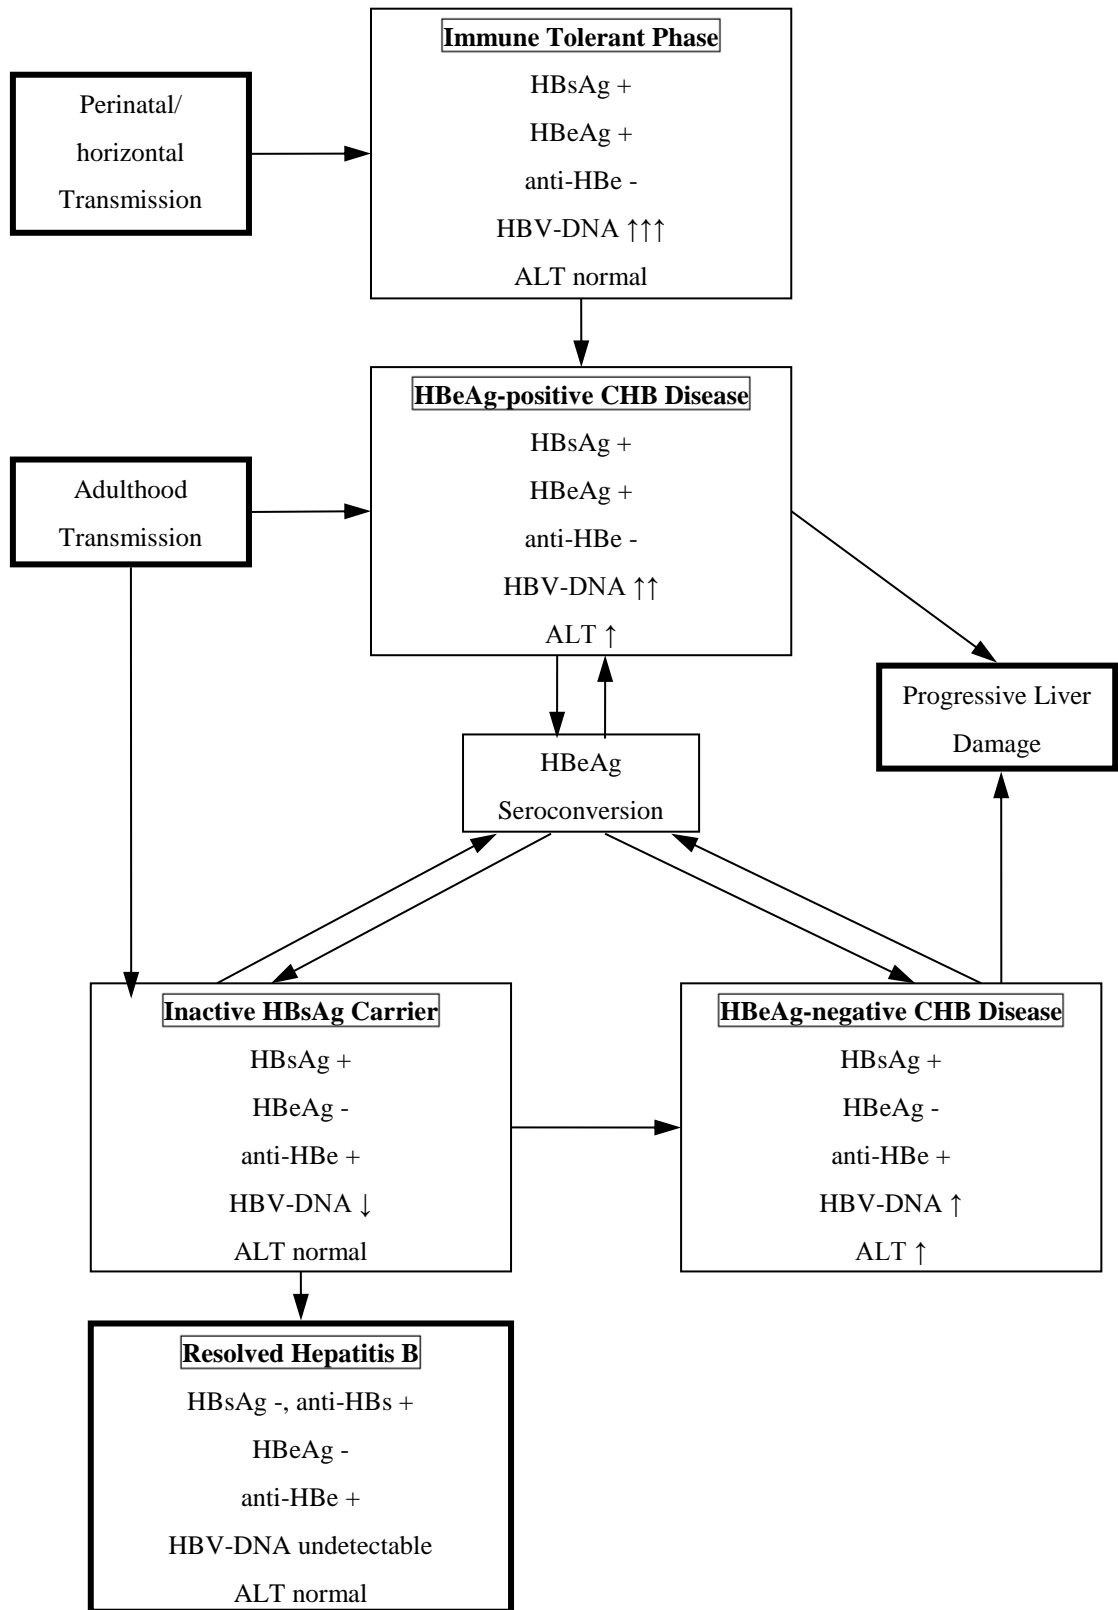 Immune Tolerant Phase
HBsAg +
HBeAg +
anti-HBe -
HBV-DNA ↑↑↑
ALT normal
Perinatal/
horizontal
Transmission
HBeAg-positive CHB Disease
HBsAg +
HBeAg +
anti-HBe -
HBV-DNA ↑↑
ALT ↑
Adulthood
Transmission
Progressive Liver
Damage
HBeAg
Seroconversion
Inactive HBsAg Carrier
HBsAg +
HBeAg -
anti-HBe +
HBV-DNA ↓
ALT normal
HBeAg-negative CHB Disease
HBsAg +
HBeAg -
anti-HBe +
HBV-DNA ↑
ALT ↑
Resolved Hepatitis B
HBsAg -, anti-HBs +
HBeAg -
anti-HBe +
HBV-DNA undetectable
ALT normal